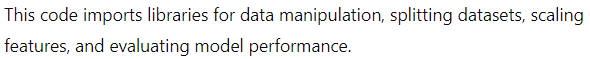 This code imports libraries for data manipulation, splitting datasets, scaling
features, and evaluating model performance.